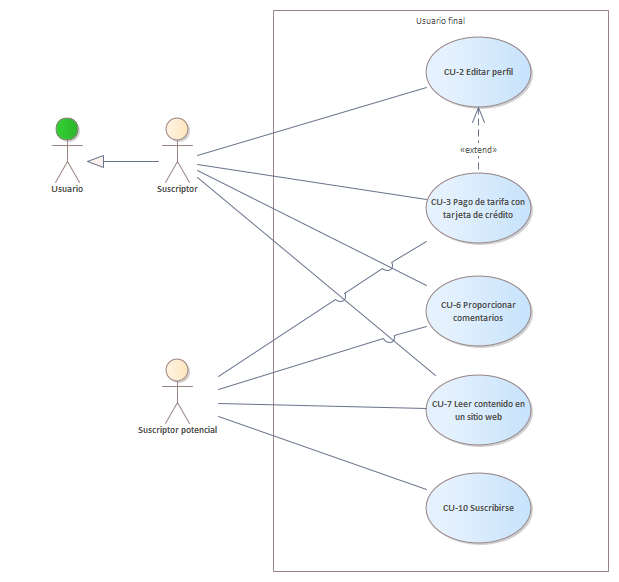 Usuario final
CU-2 Editar perfil
«extend»
Usuario
Suscriptor
CU-3 Pago de tarifa con
tarjeta de crédito
CU-6 Proporcionar
comentarios
Suscriptor potencial
CU-7 Leer contenido en
un sitio web
CU-10 Suscribirse